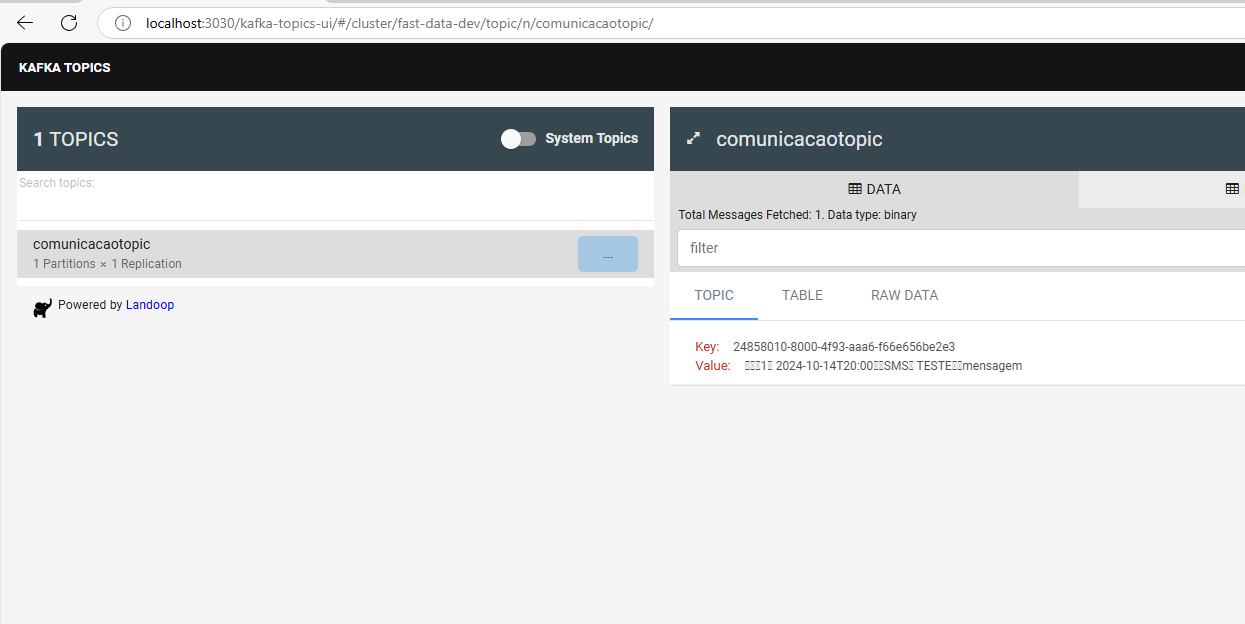 localhost:3030/kafka-topics-ui/#/cluster/fast-data-dev/topic/n/comunicacaotopic/
KAFKA TOPICS
1 TOPICS
System Topics
Search topics:
comunicacaotopic
1 Partitions × 1 Replication
...
Powered by Landoop
comunicacaotopic
DATA
Total Messages Fetched: 1. Data type: binary
filter
TOPIC TABLE RAW DATA
Key: 24858010-8000-4f93-aaa6-f66e656be2e3
Value: 1 2024-10-14T20:00 SMS TESTE mensagem